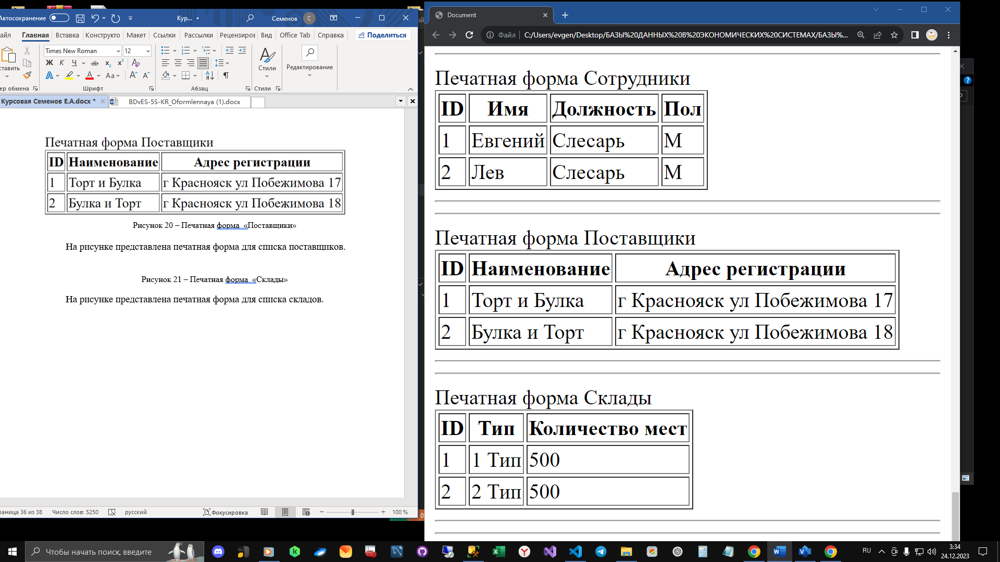 Автосохранение
Кур...
Семенов
С
айл
Главная
Вставка
Конструкто
Макет
Ссылки
Рассылки
Рецензиров
Вид
Office Tab
Справка
Поделиться
Times New Roman
12
ставить
Ж К Ч ab x₂ x²
А А Aa A A
Стили
Редактирование
ер обмена
Шрифт
Абзац
Стили
Курсовая Семенов Е.А.docx *
BDvES-5S-KR_Oformlennaya (1).docx
Печатная форма Поставщики
ID Наименование Адрес регистрации
1 Торт и Булка г Краснояск ул Побежимова 17
2 Булка и Торт г Краснояск ул Побежимова 18
Рисунок 20 – Печатная форма «Поставщики»
На рисунке представлена печатная форма для списка поставщиков.
Рисунок 21 – Печатная форма «Склады»
На рисунке представлена печатная форма для списка складов.
раница 36 из 38
Число слов: 5250
русский
Фокусировка
100 %
Document
Файл
C:/Users/evgen/Desktop/БАЗЫ%20ДАННЫХ%20В%20ЭКОНОМИЧЕСКИХ%20СИСТЕМАХ/БАЗЫ%...
Печатная форма Сотрудники
ID Имя Должность Пол
1 Евгений Слесарь М
2 Лев Слесарь М
Печатная форма Поставщики
ID Наименование Адрес регистрации
1 Торт и Булка г Краснояск ул Побежимова 17
2 Булка и Торт г Краснояск ул Побежимова 18
Печатная форма Склады
ID Тип Количество мест
1 1 Тип 500
2 2 Тип 500
Чтобы начать поиск, введите
RU
3:34
24.12.2023